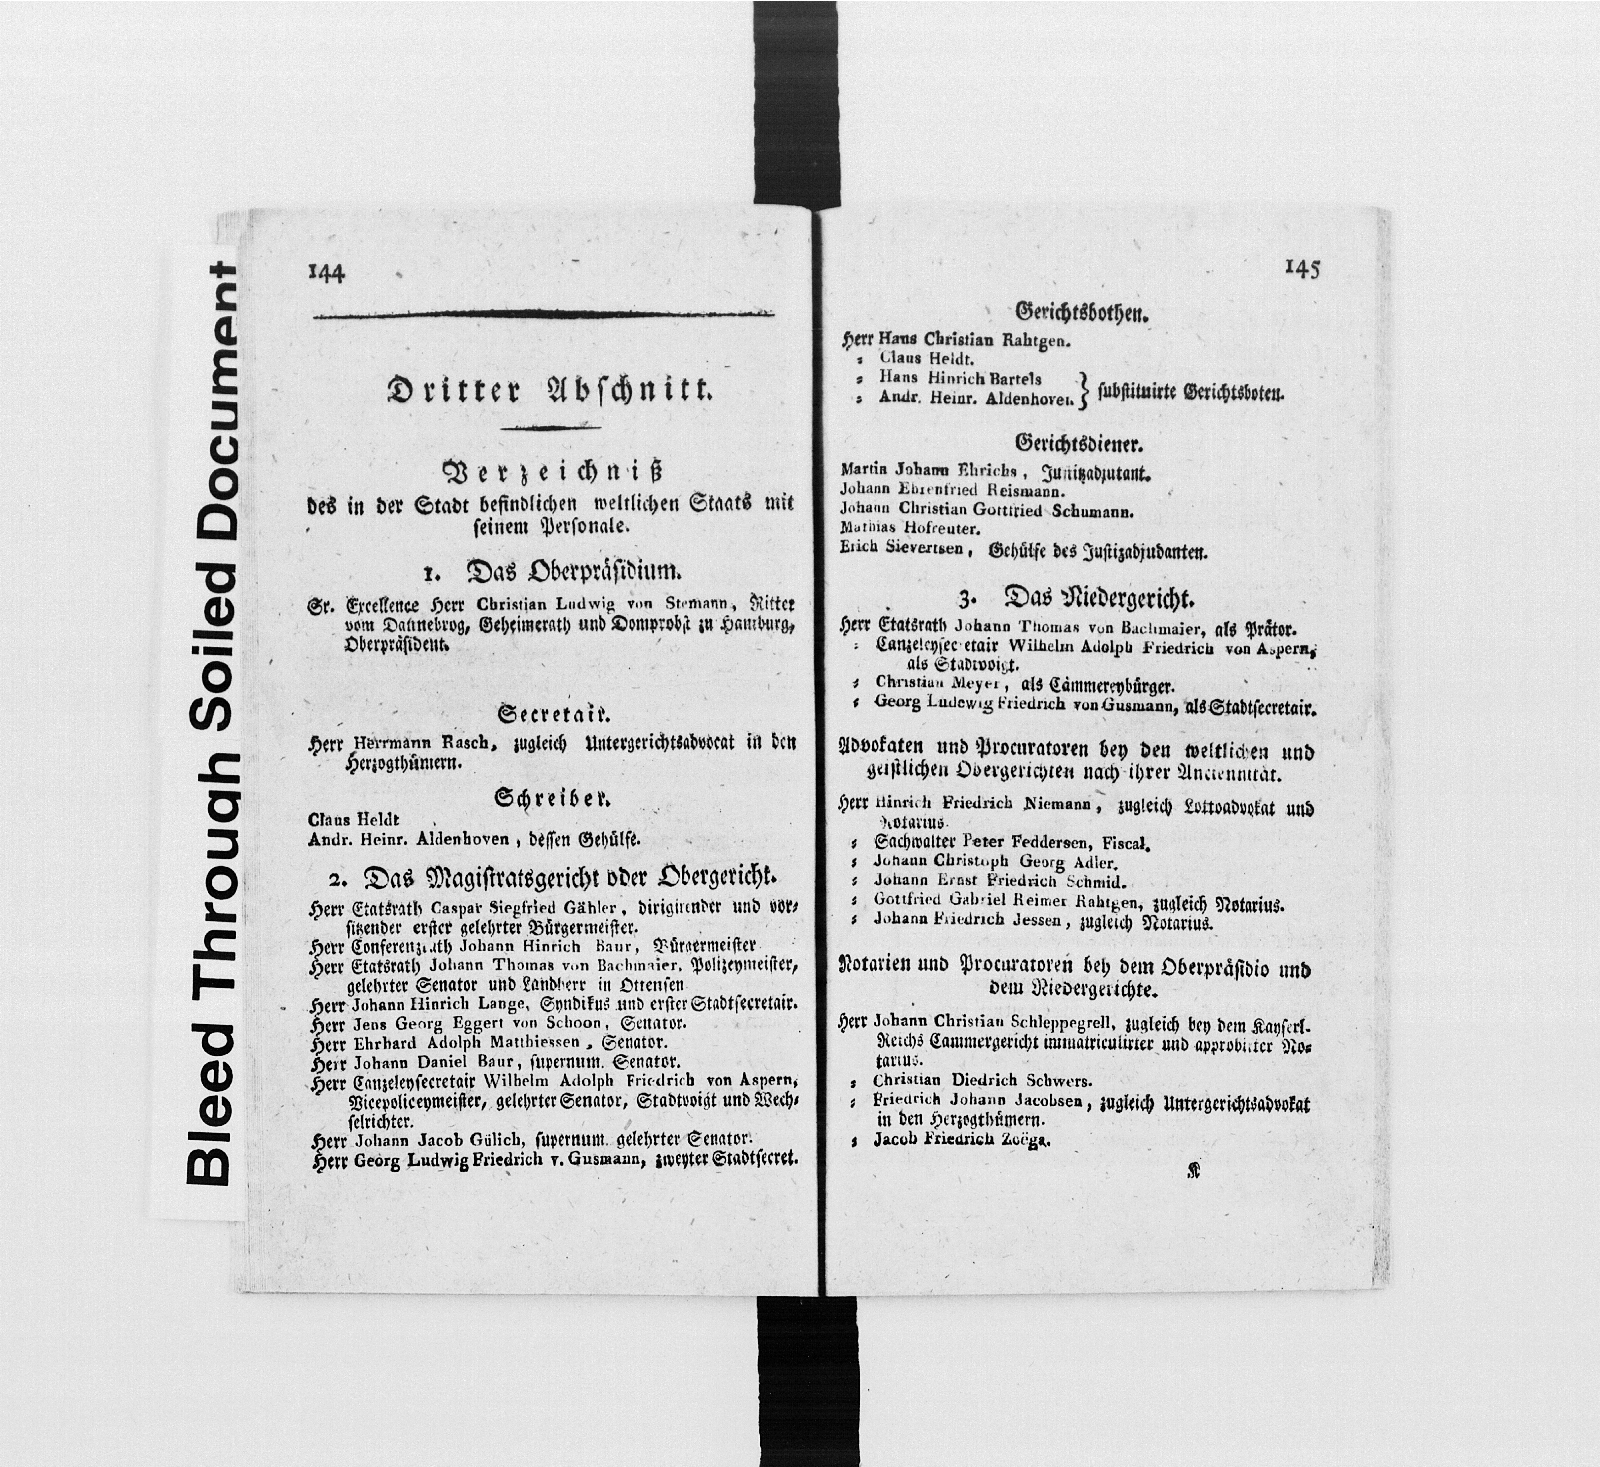 Bleed Through Soiled Document
144
Dritter Abschnitt.
Verzeichniß
des in der Stadt befindlichen weltlichen Staats mit
seinem Personale.
1. Das Oberpräsidium.
Sr. Excellence Herr Christian Ludwig von Stemann, Ritter
vom Dannebrog, Geheimerath und Domprobst zu Hamburg,
Oberpräsident.
Secretair.
Herr Herrmann Rasch, zugleich Untergerichtsadvocat in den
Herzogthümern.
Schreiber.
Claus Heldt
Andr. Heinr. Aldenhoven, dessen Gehülfe.
2. Das Magistratsgericht oder Obergericht.
Herr Etatsrath Caspar Siegfried Gähler, dirigirender und vor-
sitzender erster gelehrter Bürgermeister.
Herr Conferenzrath Johann Hinrich Baur, Bürgermeister
Herr Etatsrath Johann Thomas von Bachmaier, Polizeymeister,
gelehrter Senator und Landherr in Ottensen
Herr Johann Hinrich Lange, Syndikus und erster Stadtsecretair.
Herr Jens Georg Eggert von Schoon, Senator.
Herr Ehrhard Adolph Matthiessen, Senator.
Herr Johann Daniel Baur, supernum. Senator.
Herr Canzeleysecretair Wilhelm Adolph Friedrich von Aspern,
Vicepoliceymeister, gelehrter Senator, Stadtvoigt und Wech-
selrichter.
Herr Johann Jacob Gülich, supernum. gelehrter Senator.
Herr Georg Ludwig Friedrich v. Gusmann, zweyter Stadtsecret.
145
Gerichtsbothen.
Herr Hans Christian Rahtgen.
= Claus Heldt.
= Hans Hinrich Bartels
= Andr. Heinr. Aldenhoven. } substituirte Gerichtsboten.
Gerichtsdiener.
Martin Johann Ehrichs, Justitzadjutant.
Johann Ehrenfried Reismann.
Johann Christian Gottfried Schumann.
Mathias Hofreuter.
Erich Sievertsen, Gehülfe des Justizadjudanten.
3. Das Niedergericht.
Herr Etatsrath Johann Thomas von Bachmaier, als Prätor.
= Canzeleysecretair Wilhelm Adolph Friedrich von Aspern,
als Stadtvoigt.
= Christian Meyer, als Cämmereybürger.
= Georg Ludewig Friedrich von Gusmann, als Stadtsecretair.
Advokaten und Procuratoren bey den weltlichen und
geistlichen Obergerichten nach ihrer Anciennität.
Herr Hinrich Friedrich Niemann, zugleich Lottoadvokat und
Notarius.
= Sachwalter Peter Feddersen, Fiscal.
= Johann Christoph Georg Adler.
= Johann Ernst Friedrich Schmid.
= Gottfried Gabriel Reimer Rahtgen, zugleich Notarius.
= Johann Friedrich Jessen, zugleich Notarius.
Notarien und Procuratoren bey dem Oberpräsidio und
dem Niedergerichte.
Herr Johann Christian Schleppegrell, zugleich bey dem Kayserl.
Reichs Cammergericht immatriculirter und approbirter No-
tarius.
= Christian Diedrich Schwers.
= Friedrich Johann Jacobsen, zugleich Untergerichtsadvokat
in den Herzogthümern.
= Jacob Friedrich Zoëga.
K